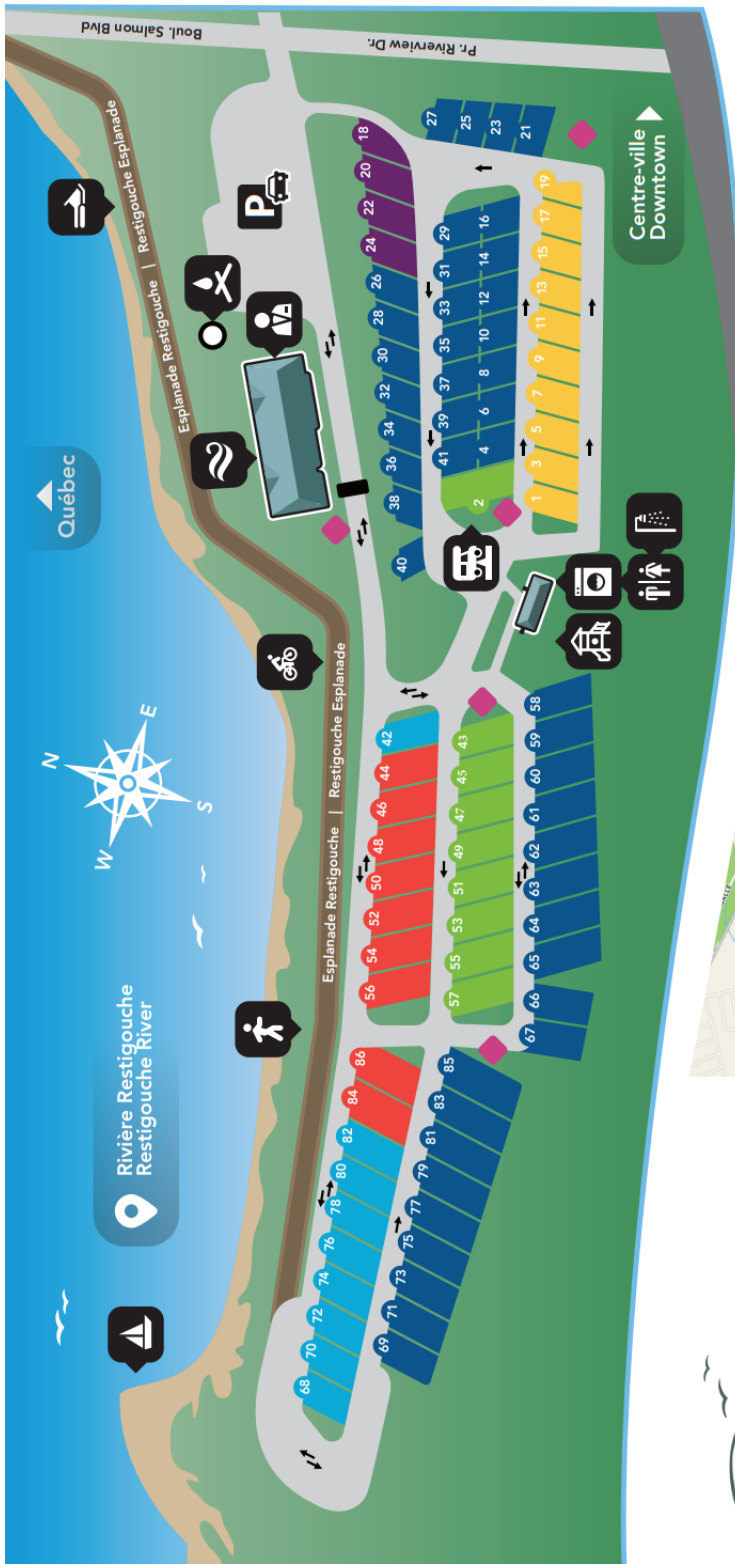 Boul. Salmon Blvd
Pr. Riverview Dr.
Centre-ville
Downtown
Québec
Rivière Restigouche
Restigouche River
Esplanade Restigouche | Restigouche Esplanade
Esplanade Restigouche | Restigouche Esplanade
P
N
E
S
W
68 70 72 74 76 78 80 82 84 86
69 71 73 75 77 79 81 83 85
56 54 52 50 48 46 44 42
57 55 53 51 49 47 45 43
67 66 65 64 63 62 61 60 59 58
40 38 36 34 32 30 28 26 24 22 20 18
41 39 37 35 33 31 29
2 4 6 8 10 12 14 16
1 3 5 7 9 11 13 15 17 19
27 25 23 21